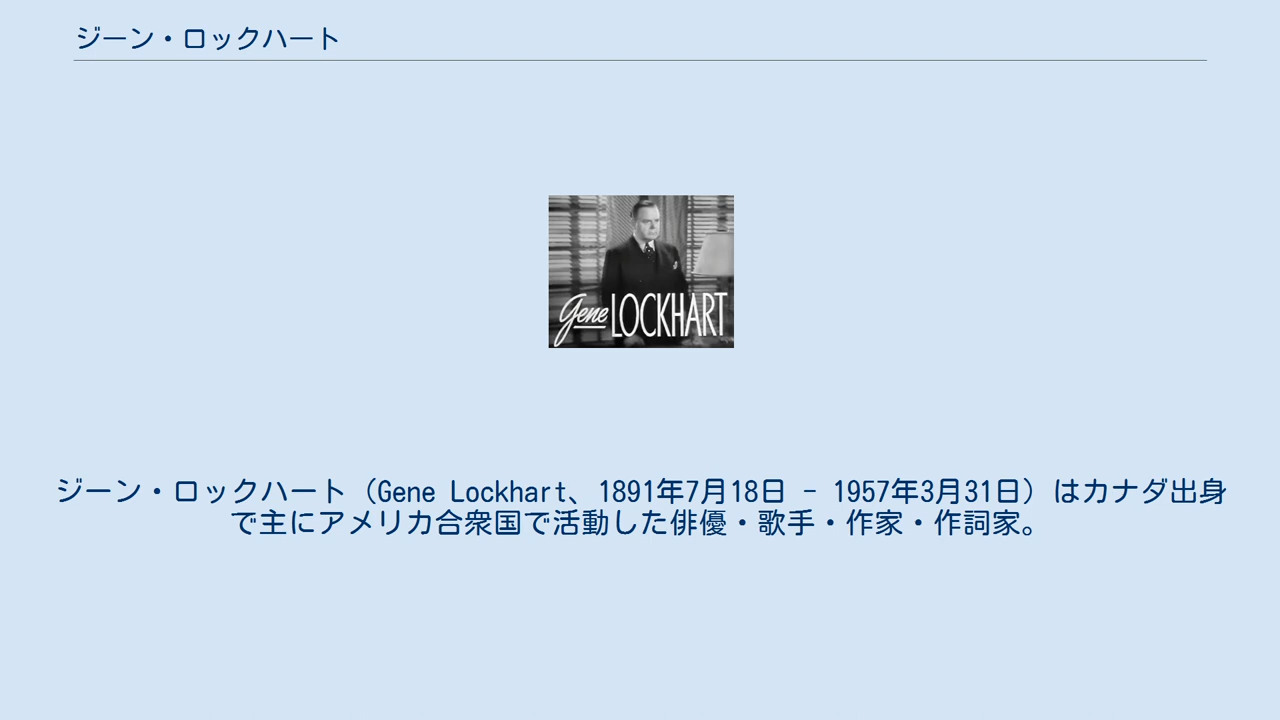 ジーン・ロックハート
Gene LOCKHART
ジーン・ロックハート（Gene Lockhart、1891年7月18日 - 1957年3月31日）はカナダ出身
で主にアメリカ合衆国で活動した俳優・歌手・作家・作詞家。